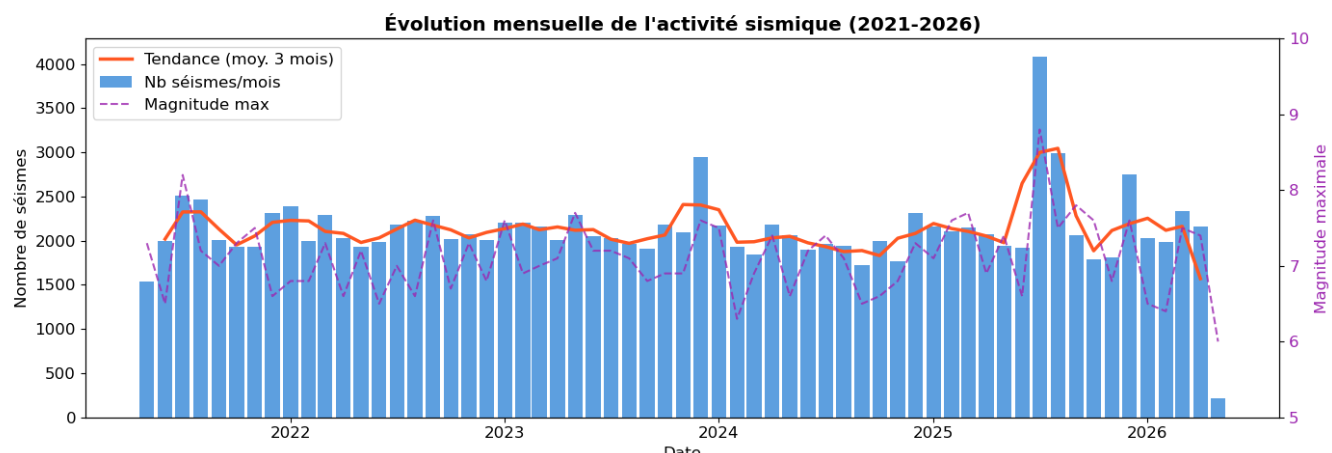 Évolution mensuelle de l'activité sismique (2021-2026)
Tendance (moy. 3 mois)
Nb séismes/mois
Magnitude max
Nombre de séismes
4000
3500
3000
2500
2000
1500
1000
500
0
10
9
8
7
6
5
Magnitude maximale
2022
2023
2024
2025
2026
Date